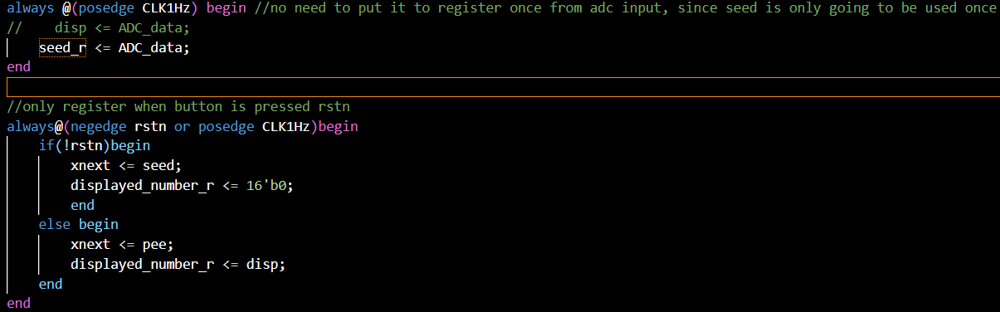 always @(posedge CLK1Hz) begin //no need to put it to register once from adc input, since seed is only going to be used once
//    disp <= ADC_data;
    seed_r <= ADC_data;
end
//only register when button is pressed rstn
always@(negedge rstn or posedge CLK1Hz)begin
    if(!rstn)begin
        xnext <= seed;
        displayed_number_r <= 16'b0;
        end
    else begin
        xnext <= pee;
        displayed_number_r <= disp;
    end
end